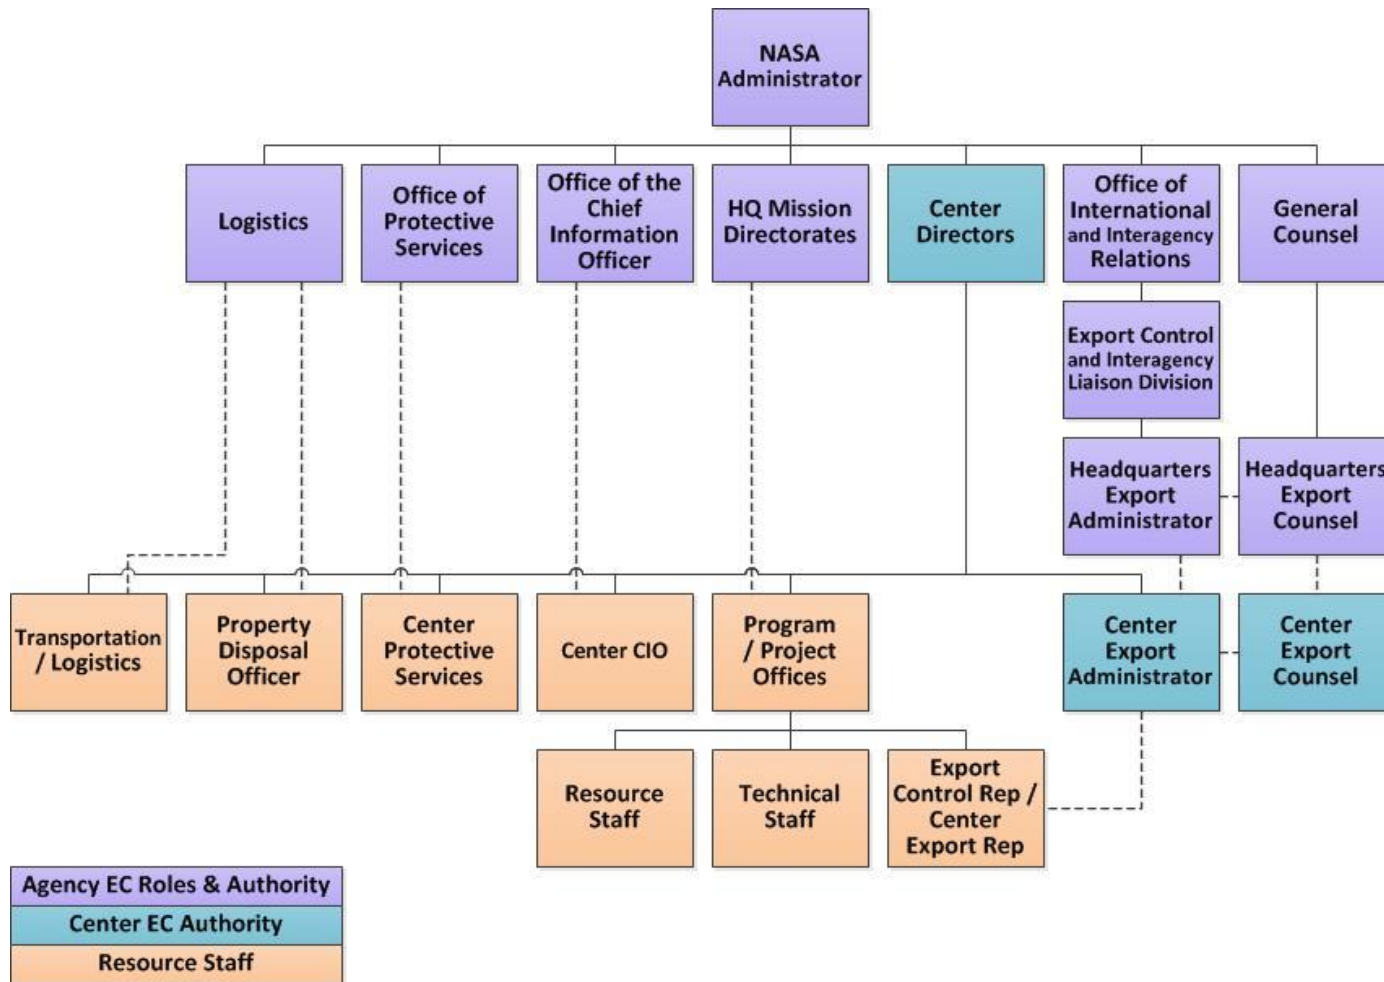 NASA
Administrator
Logistics
Office of
Protective
Services
Office of the
Chief
Information
Officer
HQ Mission
Directorates
Center
Directors
Office of
International
and Interagency
Relations
General
Counsel
Export Control
and Interagency
Liaison Division
Headquarters
Export
Administrator
Headquarters
Export
Counsel
Transportation
/ Logistics
Property
Disposal
Officer
Center
Protective
Services
Center CIO
Program
/ Project
Offices
Center
Export
Administrator
Center
Export
Counsel
Resource
Staff
Technical
Staff
Export
Control Rep /
Center
Export Rep
Agency EC Roles & Authority
Center EC Authority
Resource Staff